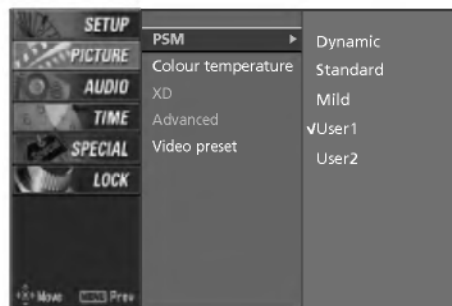 SETUP
PICTURE
AUDIO
TIME
SPECIAL
LOCK
Move MENU Prev
PSM
Colour temperature
XD
Advanced
Video preset
Dynamic
Standard
Mild
✓User1
User2